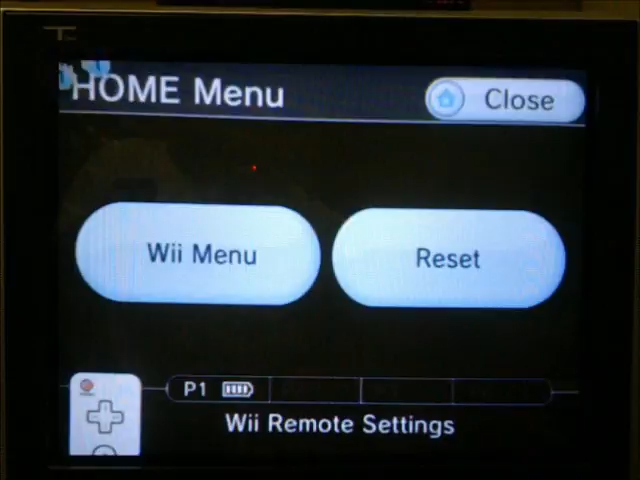 HOME Menu
Close
Wii Menu
Reset
P1
Wii Remote Settings